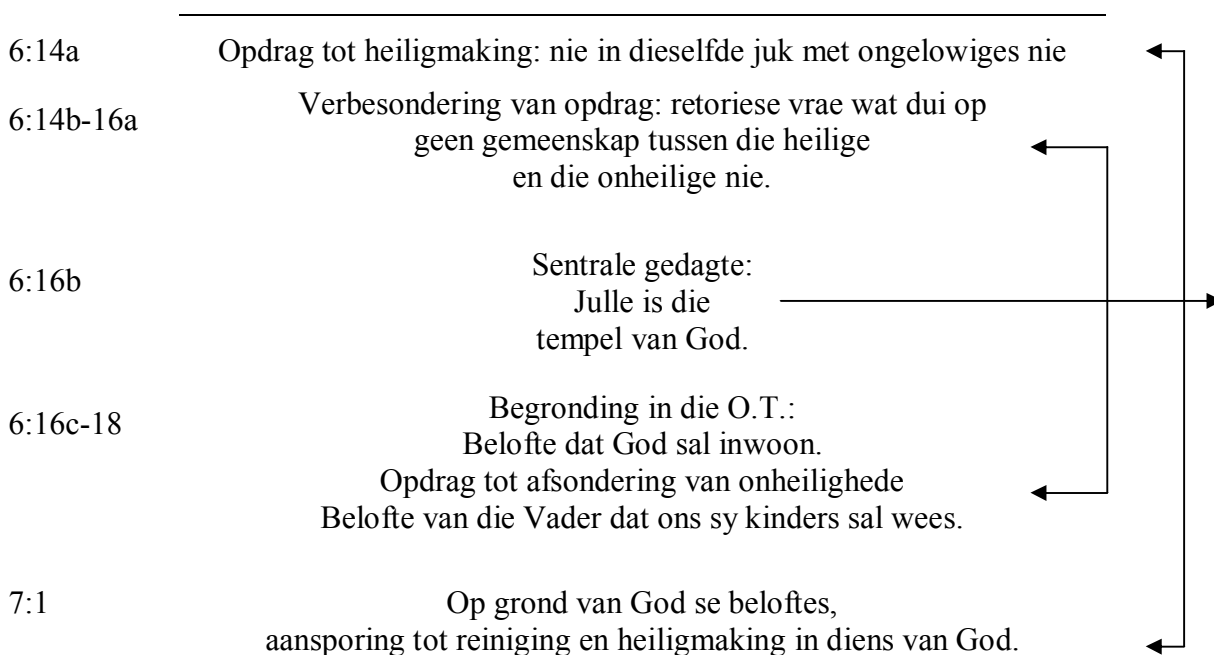 6:14a Opdrag tot heiligmaking: nie in dieselfde juk met ongelowiges nie
6:14b-16a Verbesondering van opdrag: retoriese vrae wat dui op
geen gemeenskap tussen die heilige
en die onheilige nie.
6:16b Sentrale gedagte:
Julle is die
tempel van God.
6:16c-18 Begronding in die O.T.:
Belofte dat God sal inwoon.
Opdrag tot afsondering van onheilighede
Belofte van die Vader dat ons sy kinders sal wees.
7:1 Op grond van God se beloftes,
aansporing tot reiniging en heiligmaking in diens van God.